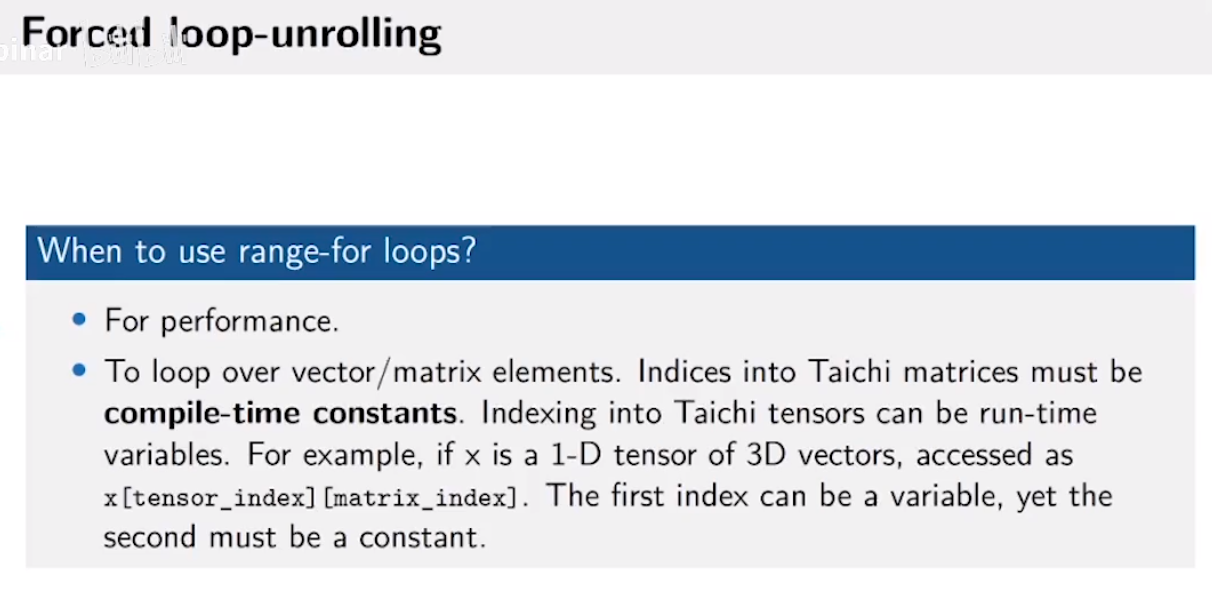 Forced loop-unrolling
When to use range-for loops?
• For performance.
• To loop over vector/matrix elements. Indices into Taichi matrices must be
compile-time constants. Indexing into Taichi tensors can be run-time
variables. For example, if x is a 1-D tensor of 3D vectors, accessed as
x[tensor_index][matrix_index]. The first index can be a variable, yet the
second must be a constant.